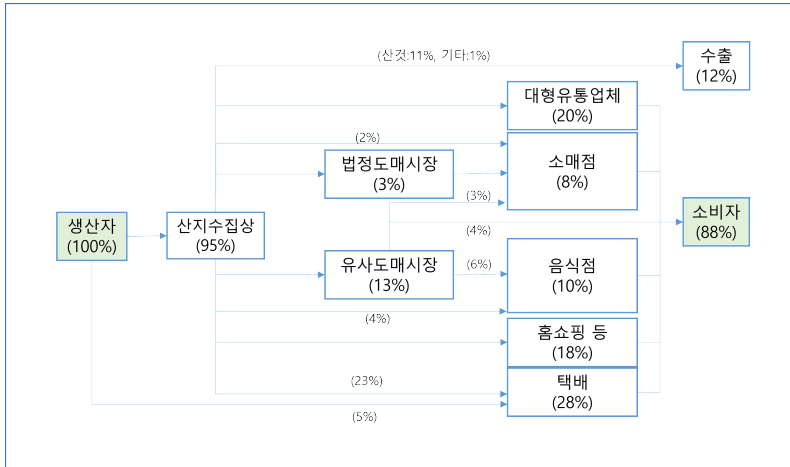 (산것:11%, 기타:1%)
수출
(12%)
대형유통업체
(20%)
(2%)
법정도매시장
(3%)
소매점
(8%)
(3%)
생산자
(100%)
산지수집상
(95%)
소비자
(88%)
(4%)
유사도매시장
(13%)
(6%)
음식점
(10%)
(4%)
홈쇼핑 등
(18%)
(23%)
택배
(28%)
(5%)